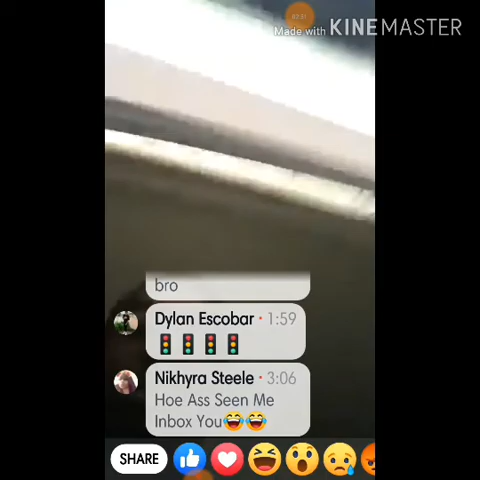 Made with KINEMASTER
bro
Dylan Escobar • 1:59
🚦🚦🚦🚦
Nikhyra Steele • 3:06
Hoe Ass Seen Me
Inbox You😂😂
SHARE